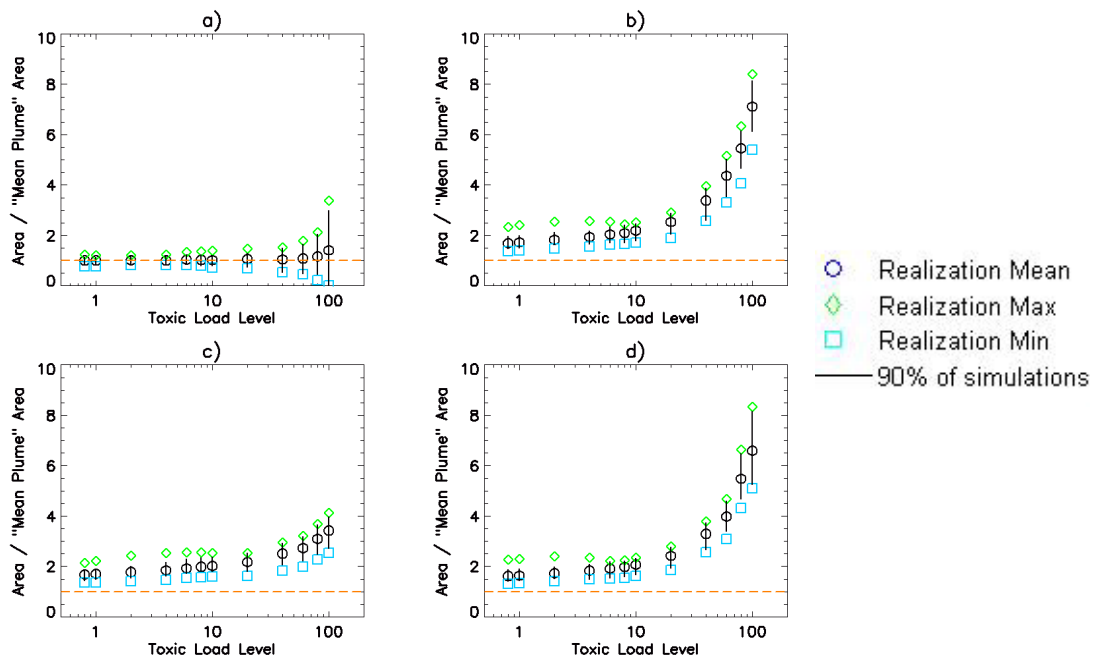 a)
Area / "Mean Plume" Area
10
8
6
4
2
0
1 10 100
Toxic Load Level
b)
Area / "Mean Plume" Area
10
8
6
4
2
0
1 10 100
Toxic Load Level
c)
Area / "Mean Plume" Area
10
8
6
4
2
0
1 10 100
Toxic Load Level
d)
Area / "Mean Plume" Area
10
8
6
4
2
0
1 10 100
Toxic Load Level
Realization Mean
Realization Max
Realization Min
90% of simulations